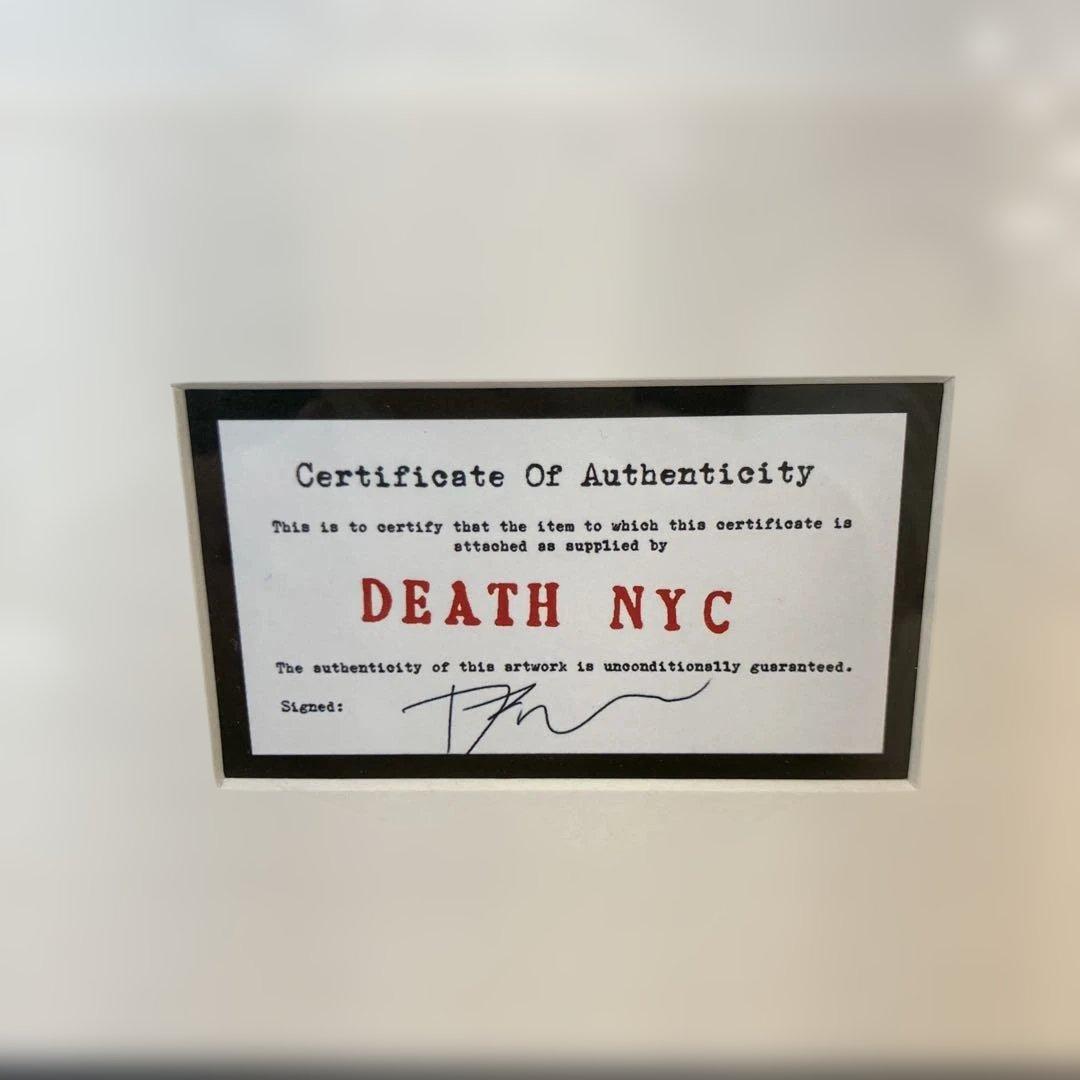 Certificate Of Authenticity
This is to certify that the item to which this certificate is
attached as supplied by
DEATH NYC
The authenticity of this artwork is unconditionally guaranteed.
Signed: